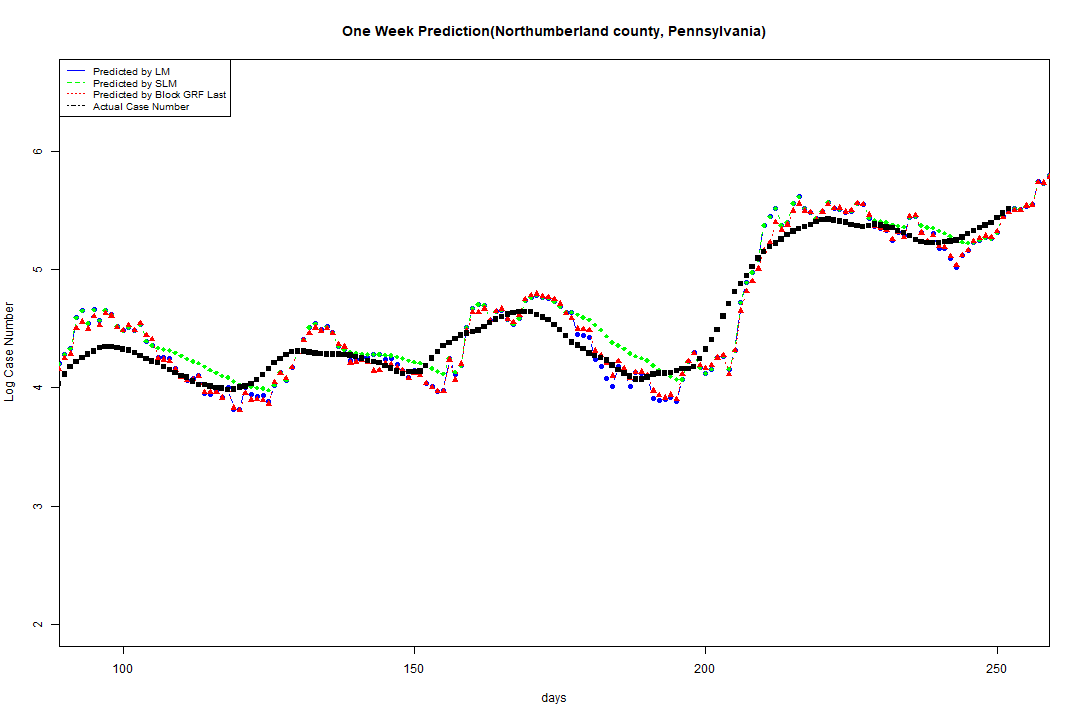 One Week Prediction(Northumberland county, Pennsylvania)
Predicted by LM
Predicted by SLM
Predicted by Block GRF Last
Actual Case Number
6
5
4
3
2
Log Case Number
100 150 200 250
days